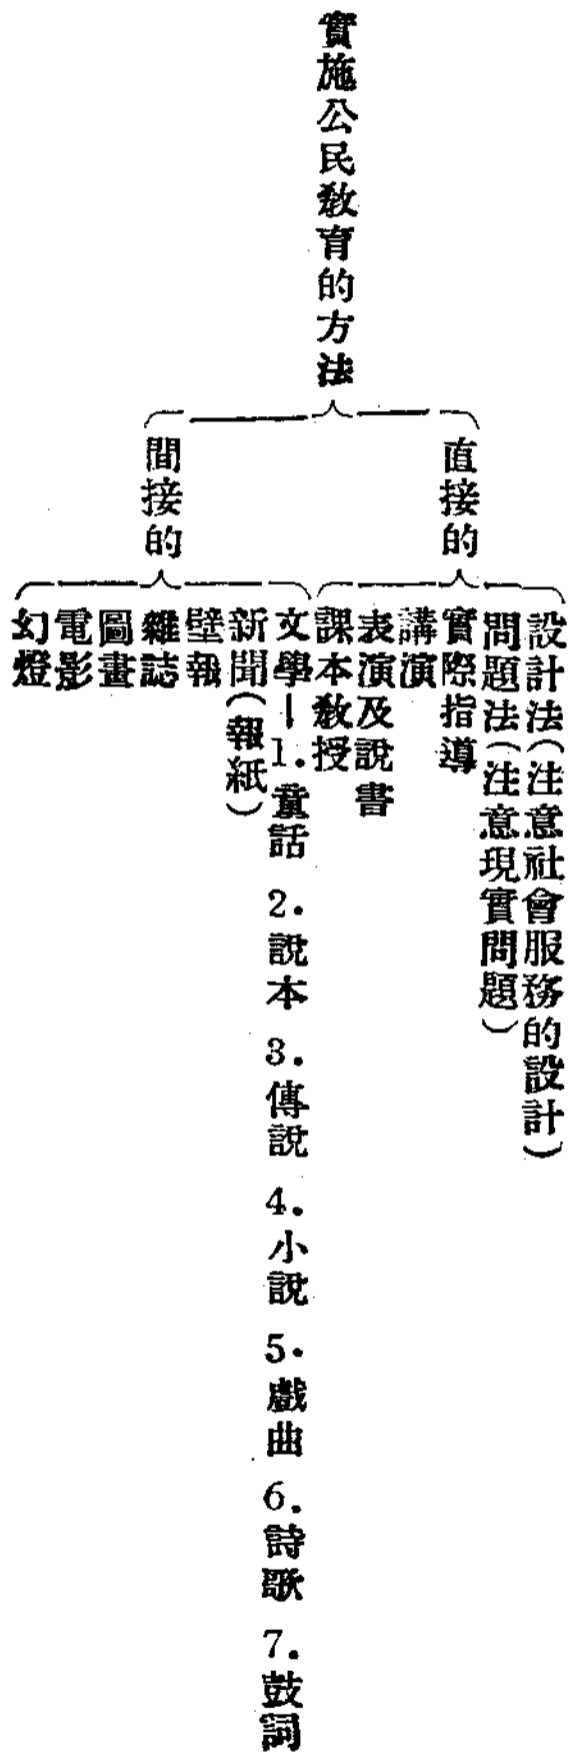 實施公民教育的方法
直接的
設計法（注意社會服務的設計）
問題法（注意現實問題）
實際指導
講演
表演及說書
課本教授
間接的
文學—1.童話 2.說本 3.傳說 4.小說 5.戲曲 6.詩歌 7.鼓詞
新聞（報紙）
壁報
雜誌
圖畫
電影
幻燈